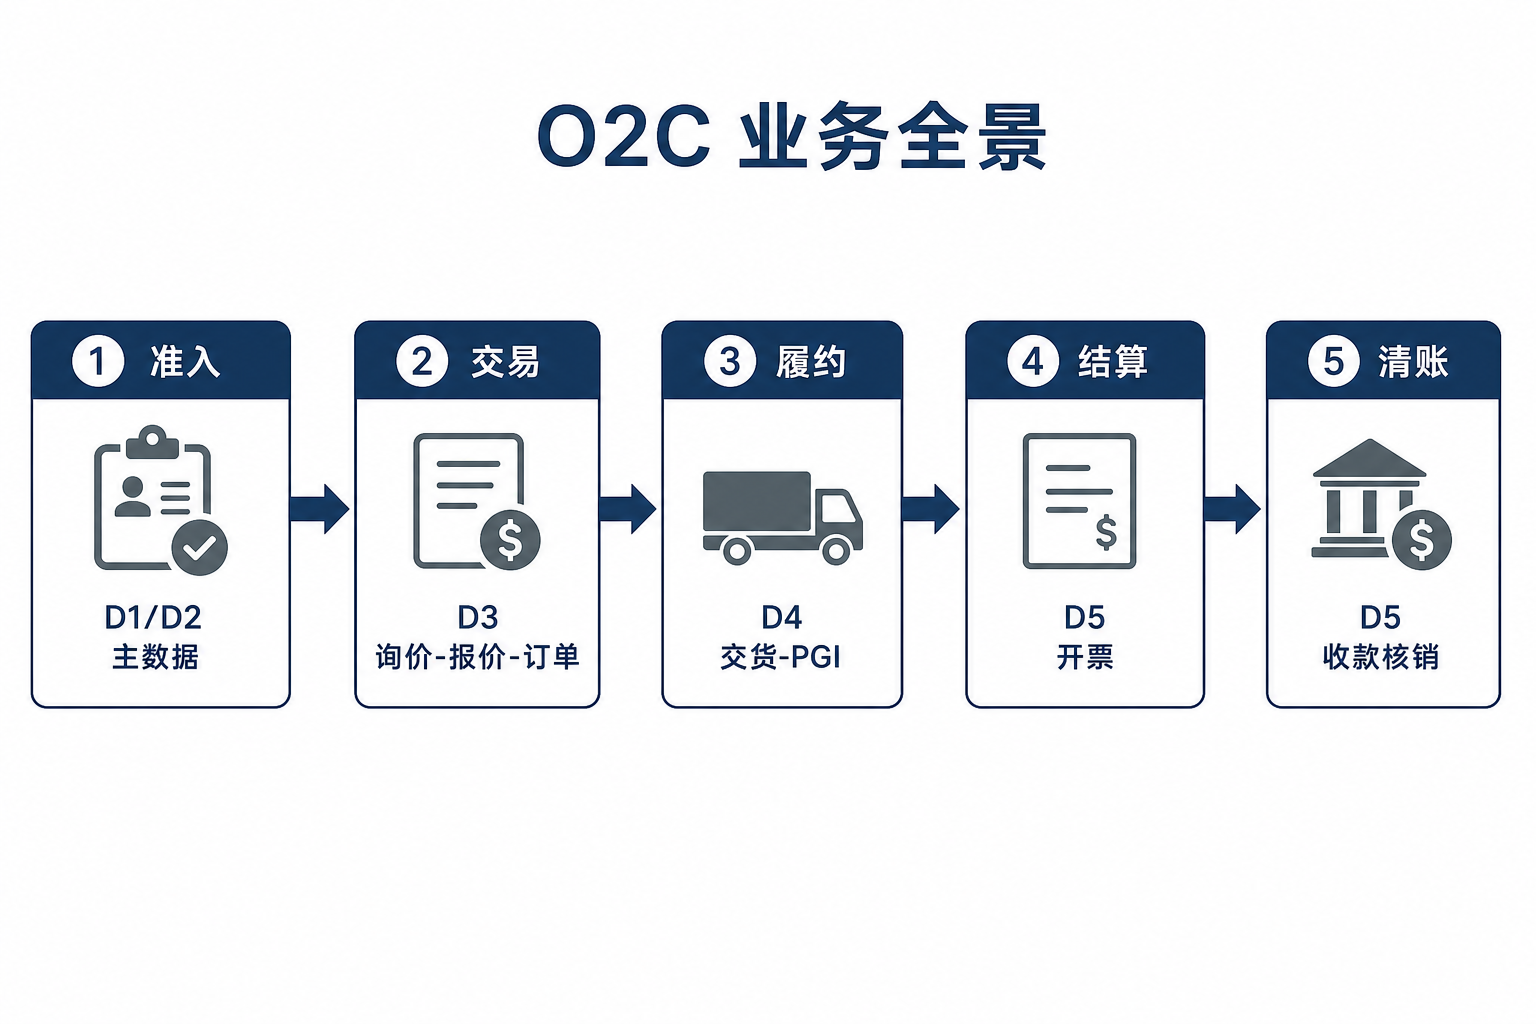 O2C 业务全景
1 准入
D1/D2
主数据
2 交易
$
D3
询价-报价-订单
3 履约
D4
交货-PGI
4 结算
$
D5
开票
5 清账
$
D5
收款核销